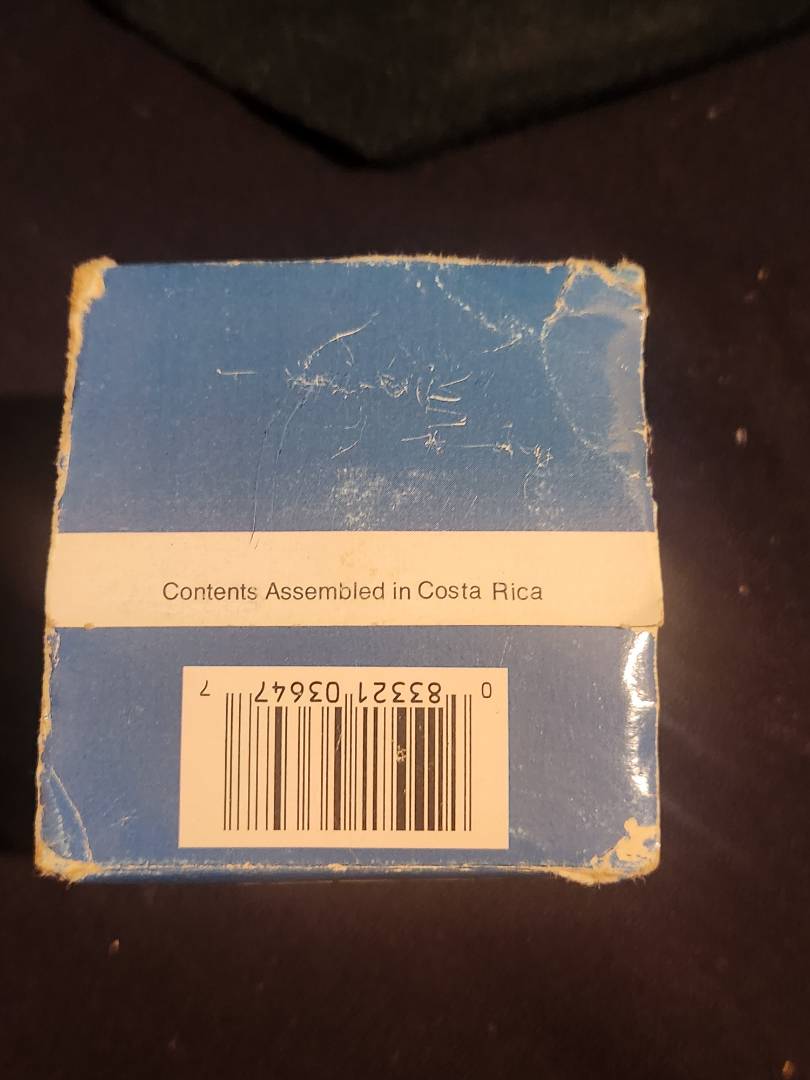 Contents Assembled in Costa Rica
0 83321 03647 7